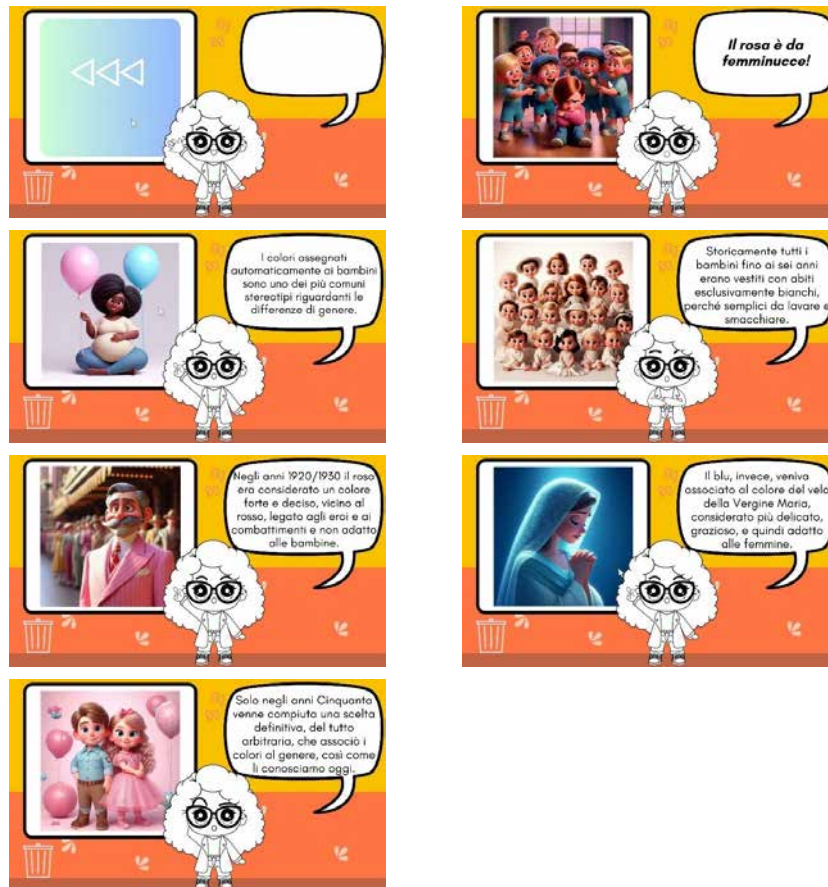 Il rosa è da
femminucce!
I colori assegnati
automaticamente ai bambini
sono uno dei più comuni
stereotipi riguardanti le
differenze di genere.
Storicamente tutti i
bambini fino ai sei anni
erano vestiti con abiti
esclusivamente bianchi,
perché semplici da lavare e
smacchiare.
Negli anni 1920/1930 il rosa
era considerato un colore
forte e deciso, vicino al
rosso, legato agli eroi e ai
combattimenti e non adatto
alle bambine.
Il blu, invece, veniva
associato al colore del velo
della Vergine Maria,
considerato più delicato,
grazioso, e quindi adatto
alle femmine.
Solo negli anni Cinquanta
venne compiuta una scelta
definitiva, del tutto
arbitraria, che associò i
colori al genere, così come
li conosciamo oggi.